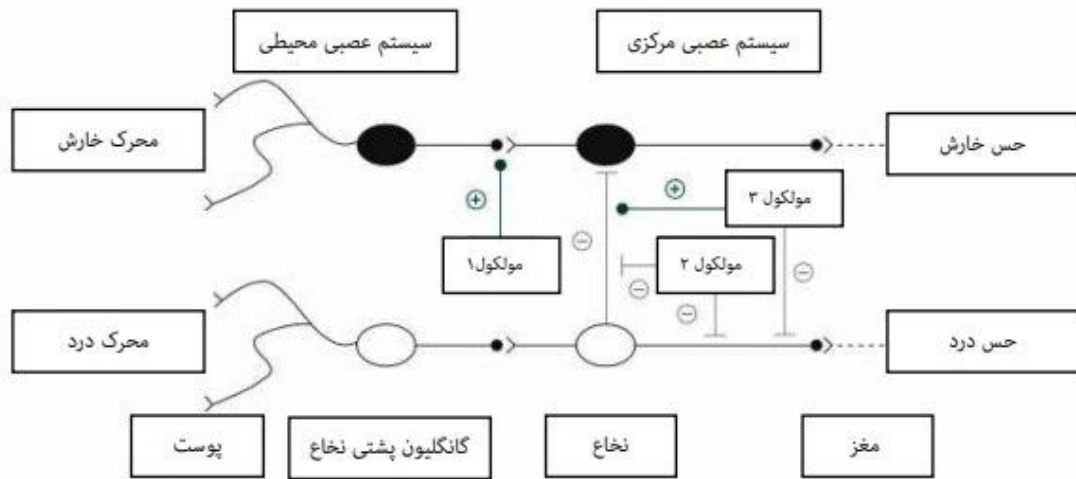 سیستم عصبی مرکزی
سیستم عصبی محیطی
حس خارش
محرک خارش
مولکول ۳
+
+
مولکول۱
مولکول ۲
−
−
−
−
حس درد
محرک درد
مغز
نخاع
گانگلیون پشتی نخاع
پوست